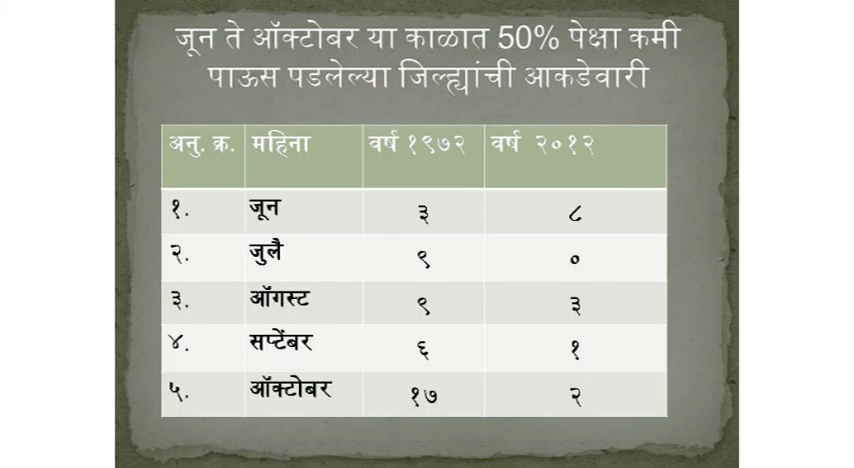 जून ते ऑक्टोबर या काळात 50% पेक्षा कमी
पाऊस पडलेल्या जिल्ह्यांची आकडेवारी
अनु. क्र. महिना वर्ष १९७२ वर्ष २०१२
१. जून ३ ८
२. जुलै ९ ०
३. ऑगस्ट ९ ३
४. सप्टेंबर ६ १
५. ऑक्टोबर १७ २